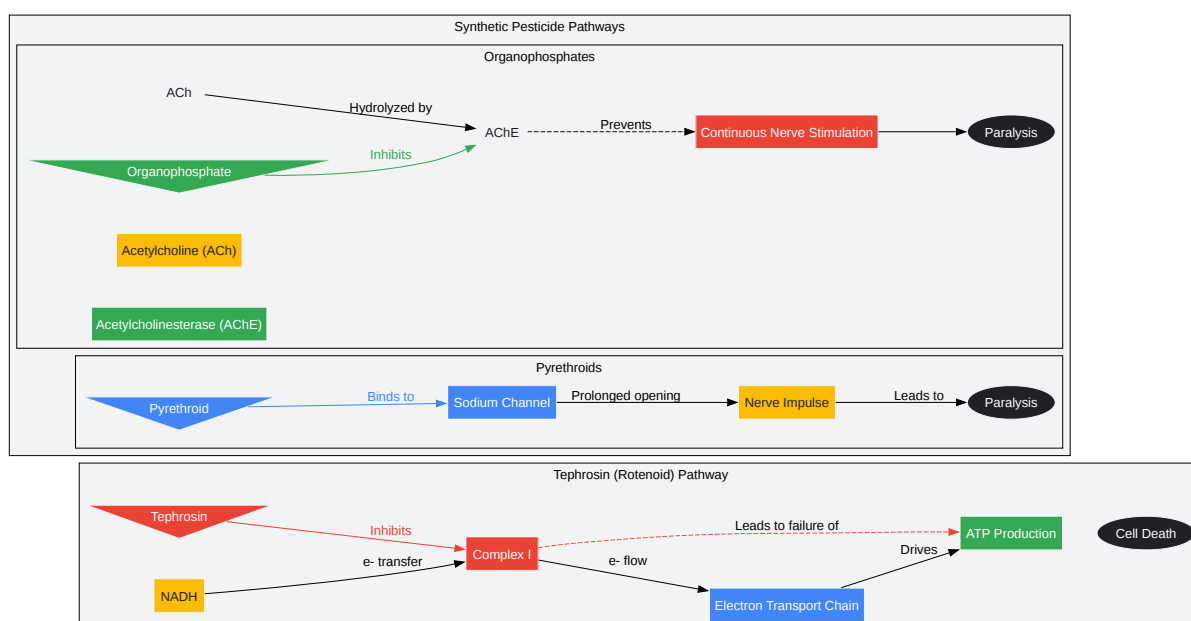 Synthetic Pesticide Pathways
Organophosphates
ACh
Hydrolyzed by
AChE
Prevents
Continuous Nerve Stimulation
Paralysis
Inhibits
Organophosphate
Acetylcholine (ACh)
Acetylcholinesterase (AChE)
Pyrethroids
Pyrethroid
Binds to
Sodium Channel
Prolonged opening
Nerve Impulse
Leads to
Paralysis
Tephrosin (Rotenoid) Pathway
Tephrosin
Inhibits
Complex I
Leads to failure of
ATP Production
Cell Death
NADH
e- transfer
e- flow
Electron Transport Chain
Drives